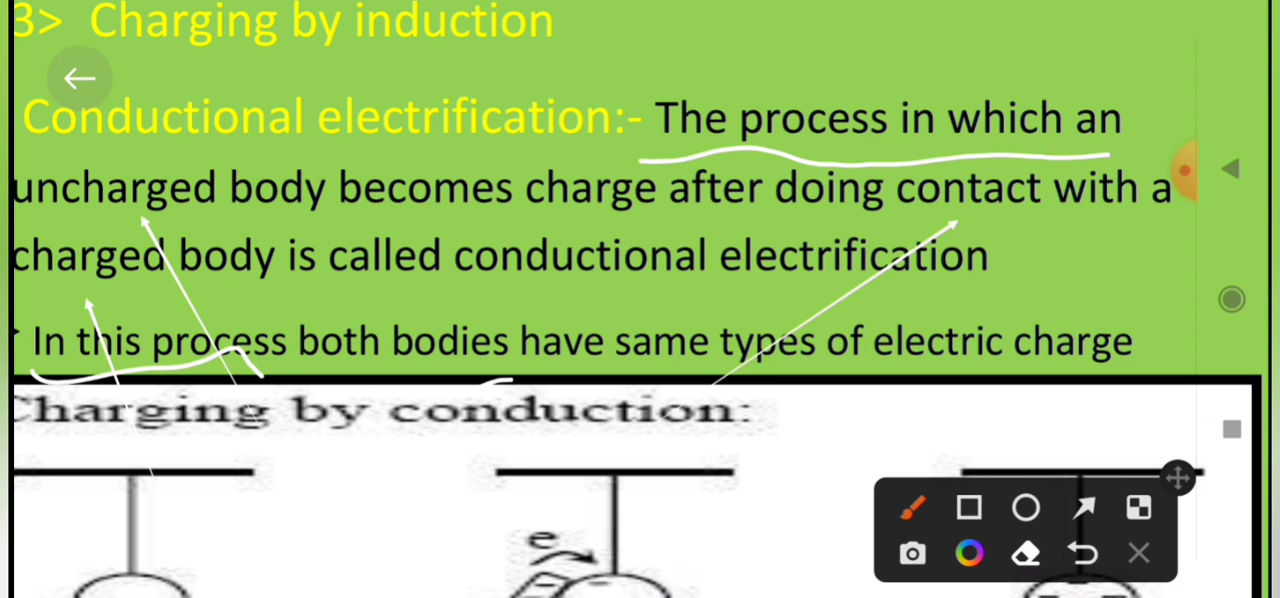 3> Charging by induction
Conductional electrification:- The process in which an
uncharged body becomes charge after doing contact with a
charged body is called conductional electrification
In this process both bodies have same types of electric charge
Charging by conduction:
e